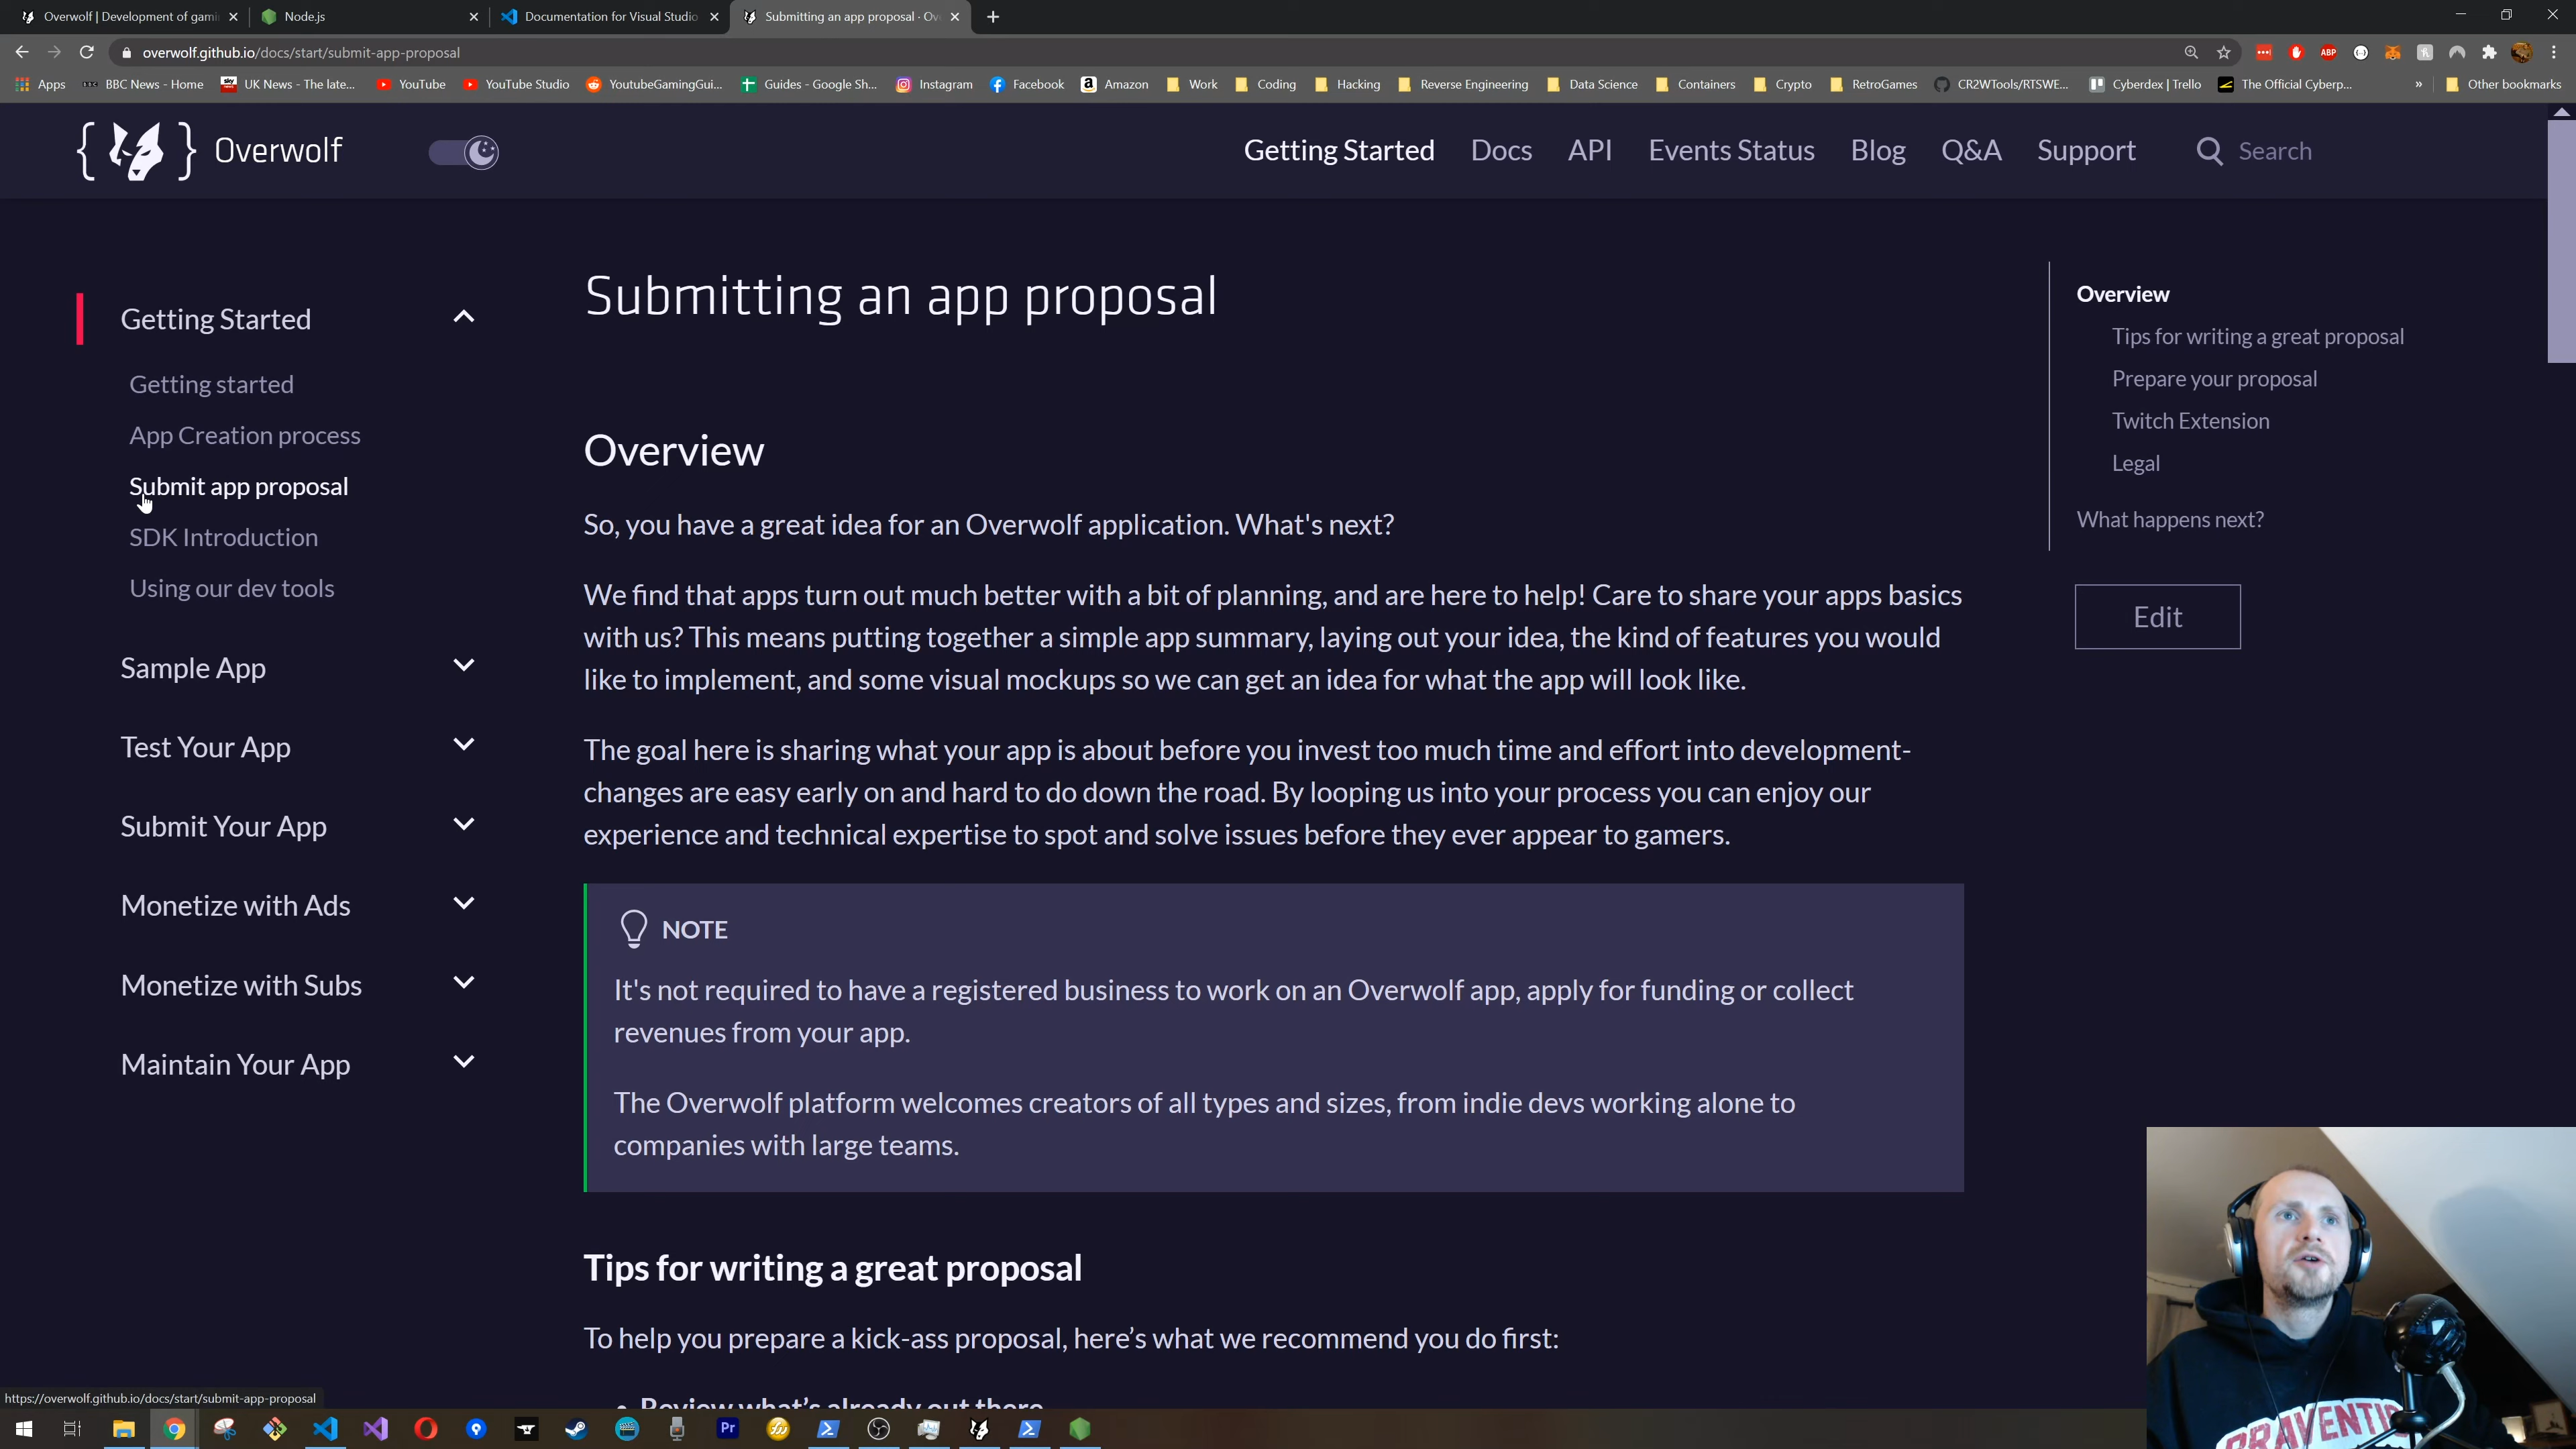 Overwolf | Development of gami
Node.js
Documentation for Visual Studio
Submitting an app proposal · Ov
overwolf.github.io/docs/start/submit-app-proposal
ABP
Apps
BBC News - Home
UK News - The late...
YouTube
YouTube Studio
YoutubeGamingGui...
Guides - Google Sh...
Instagram
Facebook
Amazon
Work
Coding
Hacking
Reverse Engineering
Data Science
Containers
Crypto
RetroGames
CR2WTools/RTSWE...
Cyberdex | Trello
The Official Cyberp...
»
Other bookmarks
Overwolf
Getting Started
Docs
API
Events Status
Blog
Q&A
Support
Search
Getting Started
Getting started
App Creation process
Submit app proposal
SDK Introduction
Using our dev tools
Sample App
Test Your App
Submit Your App
Monetize with Ads
Monetize with Subs
Maintain Your App
Submitting an app proposal
Overview
So, you have a great idea for an Overwolf application. What's next?
We find that apps turn out much better with a bit of planning, and are here to help! Care to share your apps basics
with us? This means putting together a simple app summary, laying out your idea, the kind of features you would
like to implement, and some visual mockups so we can get an idea for what the app will look like.
The goal here is sharing what your app is about before you invest too much time and effort into development-
changes are easy early on and hard to do down the road. By looping us into your process you can enjoy our
experience and technical expertise to spot and solve issues before they ever appear to gamers.
NOTE
It's not required to have a registered business to work on an Overwolf app, apply for funding or collect
revenues from your app.
The Overwolf platform welcomes creators of all types and sizes, from indie devs working alone to
companies with large teams.
Tips for writing a great proposal
To help you prepare a kick-ass proposal, here's what we recommend you do first:
• Review what's already out there
Overview
Tips for writing a great proposal
Prepare your proposal
Twitch Extension
Legal
What happens next?
Edit
https://overwolf.github.io/docs/start/submit-app-proposal
Pr